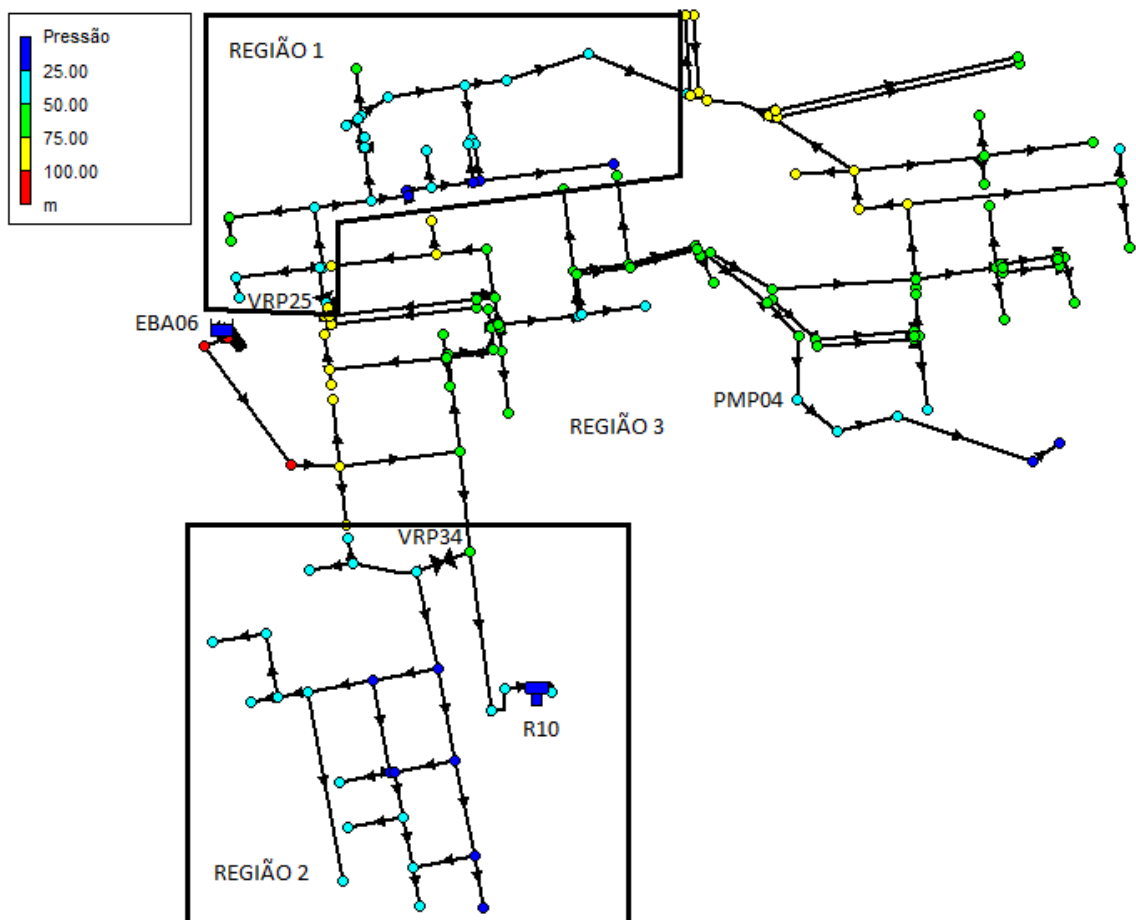 Pressão
25.00
50.00
75.00
100.00
m
REGIÃO 1
VRP25
EBA06
PMP04
REGIÃO 3
VRP34
R10
REGIÃO 2